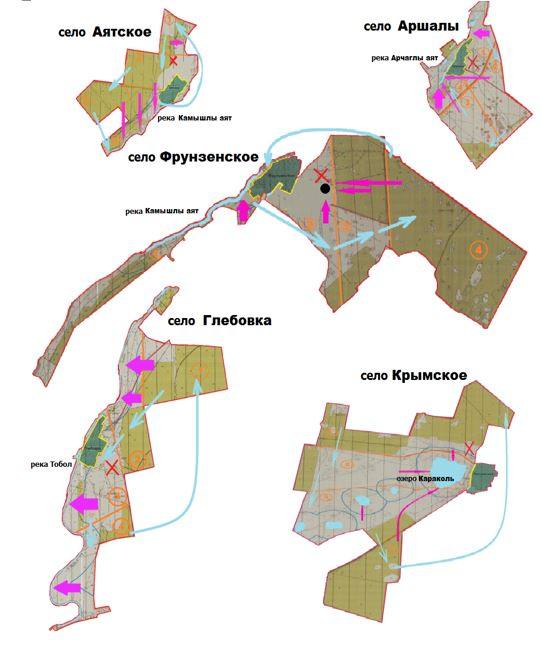 село Аятское
река Камышлы аят
село Аршалы
река Арчаглы аят
село Фрунзенское
река Камышлы аят
4
село Глебовка
река Тобол
село Крымское
озеро Караколь